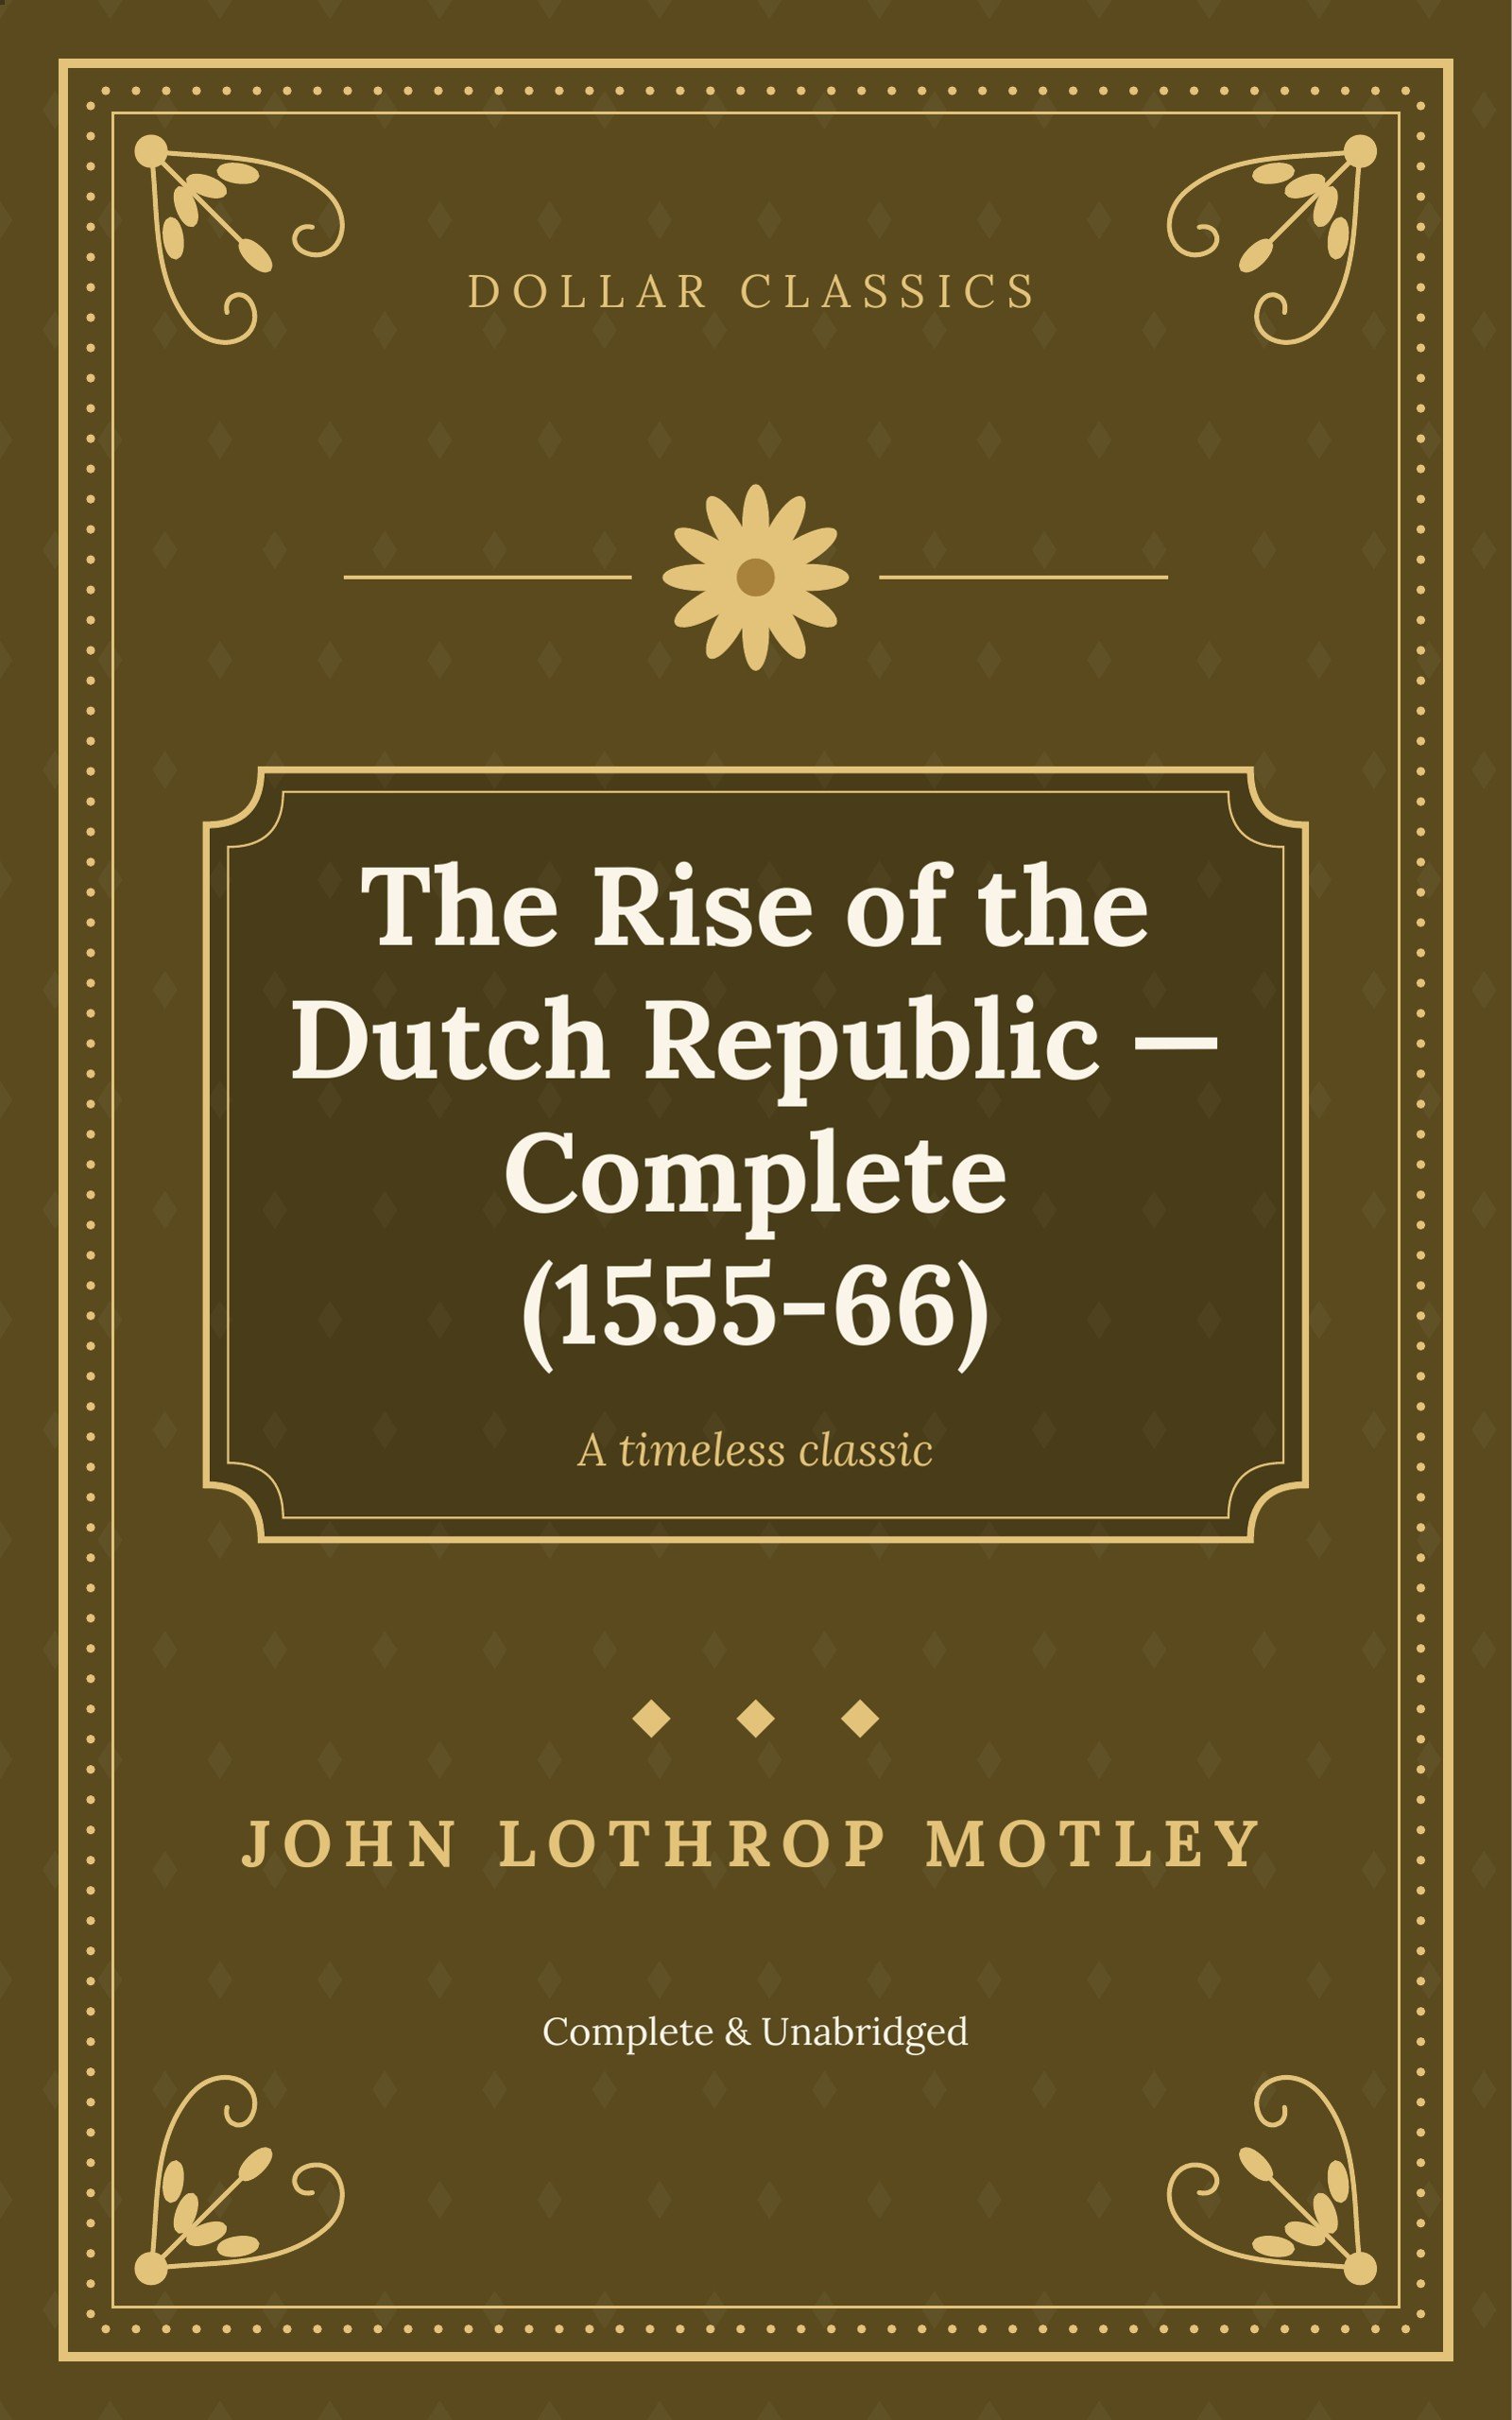 DOLLAR CLASSICS
The Rise of the
Dutch Republic —
Complete
(1555-66)
A timeless classic
JOHN LOTHROP MOTLEY
Complete & Unabridged